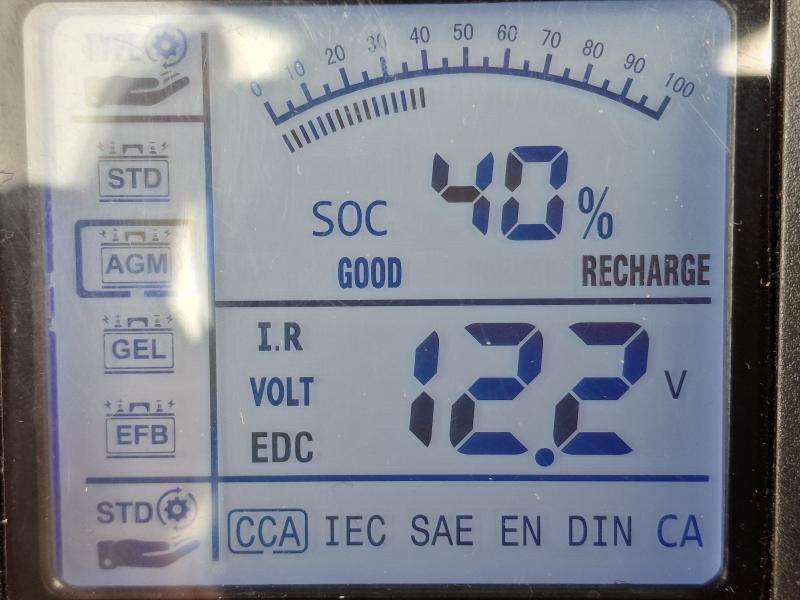 TYPE
0 10 20 30 40 50 60 70 80 90 100
STD
SOC 40 %
AGM
GOOD RECHARGE
GEL
I.R
VOLT 12.2 V
EFB
EDC
STD
CCA IEC SAE EN DIN CA